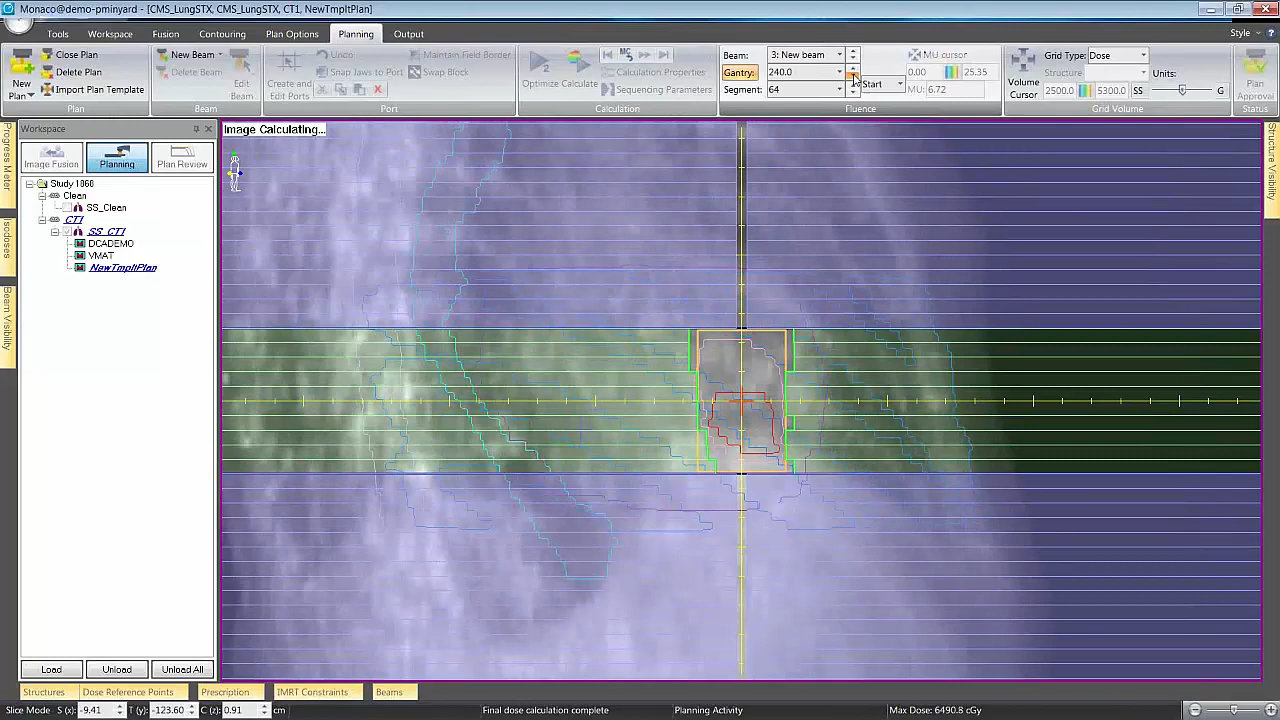 Monaco@demo-pminyard - [CMS_LungSTX, CMS_LungSTX, CT1, NewTmpltPlan]
Tools Workspace Fusion Contouring Plan Options Planning Output Style
New Plan Close Plan Delete Plan Import Plan Template
Plan
New Beam Delete Beam Edit Beam
Beam
Create and Edit Ports Undo Snap Jaws to Port Maintain Field Border Swap Block
Port
Optimize Calculate MC Calculation Properties Sequencing Parameters
Calculation
Beam: 3: New beam MU cursor
Gantry: 240.0 Start 0.00 25.35
Segment: 64 MU: 6.72
Fluence
Volume Cursor Grid Type: Dose
Structure Units:
2500.0 5300.0 SS G
Grid Volume
Plan Approval
Status
Progress Meter
Isodoses
Beam Visibility
Workspace
Image Fusion Planning Plan Review
Study 1868
Clean
SS_Clean
CT1
SS_CT1
DCADEMO
VMAT
NewTmpltPlan
Load Unload Unload All
Image Calculating...
Structure Visibility
Structures Dose Reference Points Prescription IMRT Constraints Beams
Slice Mode S (x): -9.41 T (y): -123.60 C (z): 0.91 cm Final dose calculation complete Planning Activity Max Dose: 6490.8 cGy